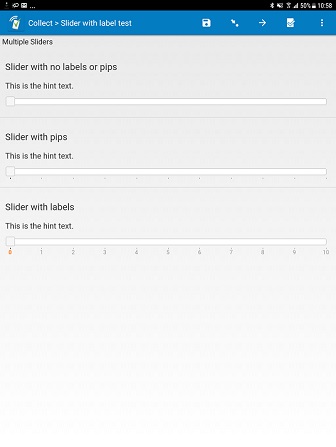 ... 50% 10:58
Collect > Slider with label test
Multiple Sliders
Slider with no labels or pips
This is the hint text.
Slider with pips
This is the hint text.
Slider with labels
This is the hint text.
0 1 2 3 4 5 6 7 8 9 10